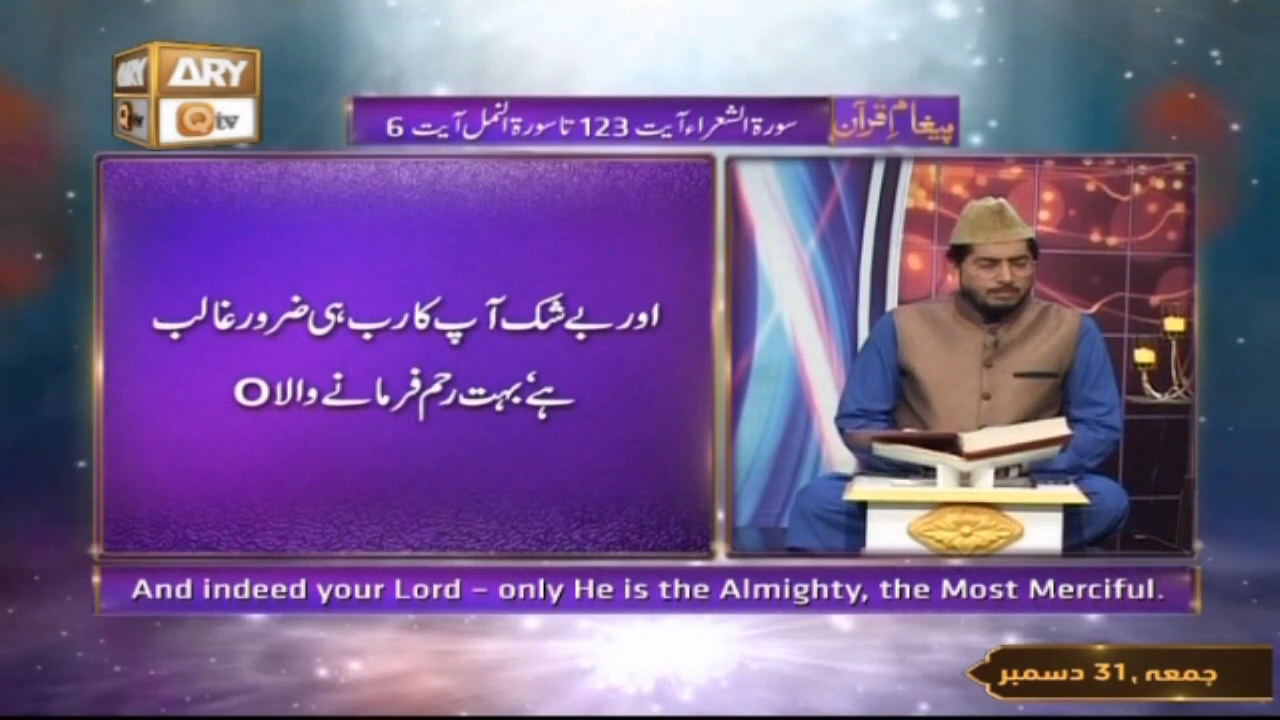 ARY
ARY
Q tv
Qtv
سورۃ الشعراء آیت 123 تا سورۃ النمل آیت 6
پیغامِ قرآن
اور بے شک آپ کا رب ہی ضرور غالب
ہے، بہت رحم فرمانے والا O
And indeed your Lord – only He is the Almighty, the Most Merciful.
جمعہ, 31 دسمبر